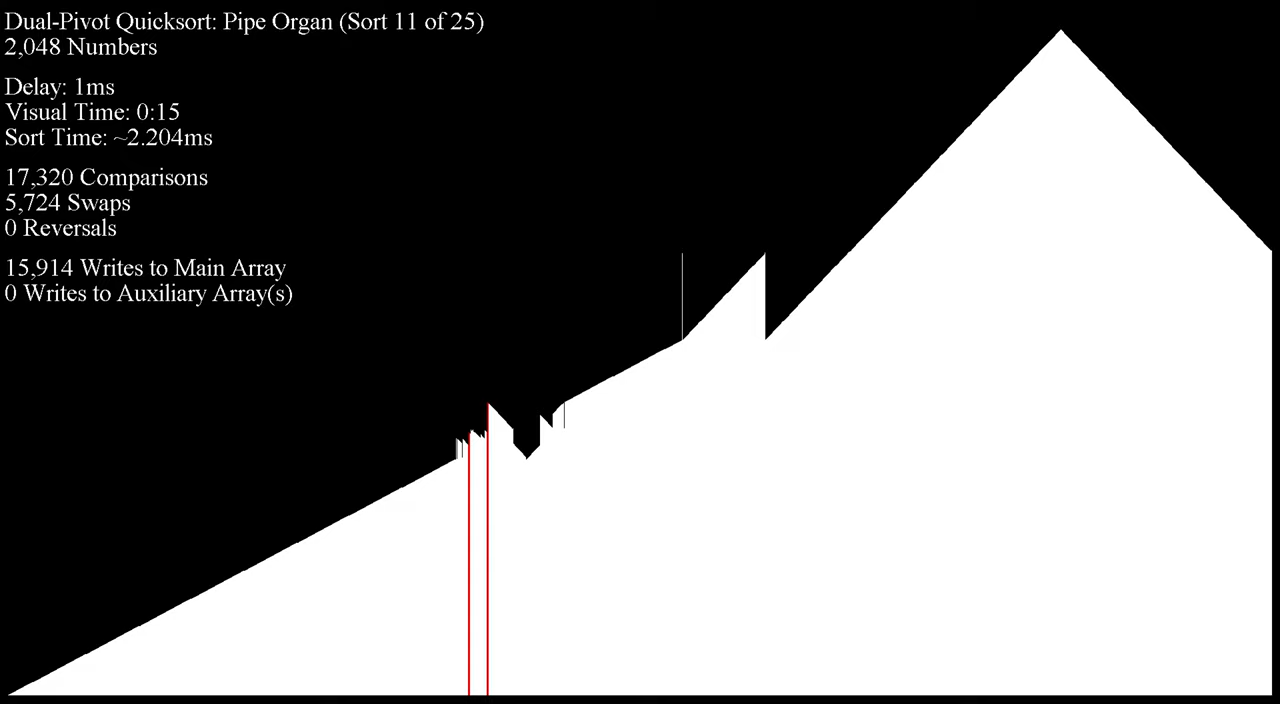 Dual-Pivot Quicksort: Pipe Organ (Sort 11 of 25)
2,048 Numbers
Delay: 1ms
Visual Time: 0:15
Sort Time: ~2.204ms
17,320 Comparisons
5,724 Swaps
0 Reversals
15,914 Writes to Main Array
0 Writes to Auxiliary Array(s)